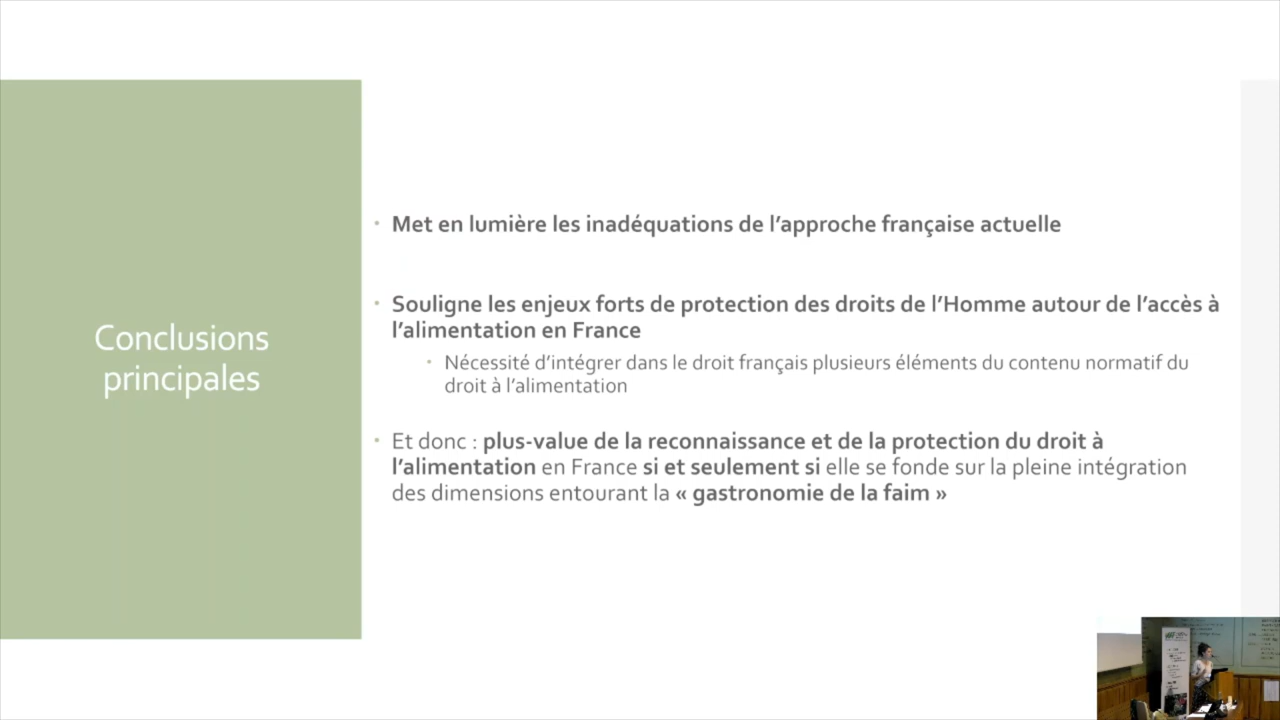 Conclusions
principales
• Met en lumière les inadéquations de l'approche française actuelle
• Souligne les enjeux forts de protection des droits de l'Homme autour de l'accès à
l'alimentation en France
• Nécessité d'intégrer dans le droit français plusieurs éléments du contenu normatif du
droit à l'alimentation
• Et donc : plus-value de la reconnaissance et de la protection du droit à
l'alimentation en France si et seulement si elle se fonde sur la pleine intégration
des dimensions entourant la « gastronomie de la faim »